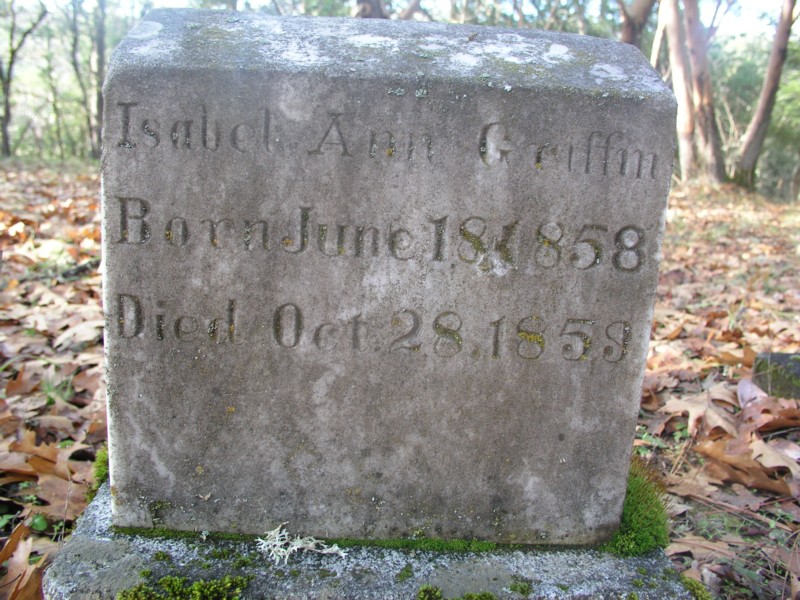 Isabel Ann Griffin
Born June 18 1858
Died Oct. 28, 1859